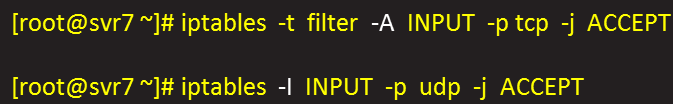 [root@svr7 ~]# iptables -t filter -A INPUT -p tcp -j ACCEPT
[root@svr7 ~]# iptables -I INPUT -p udp -j ACCEPT